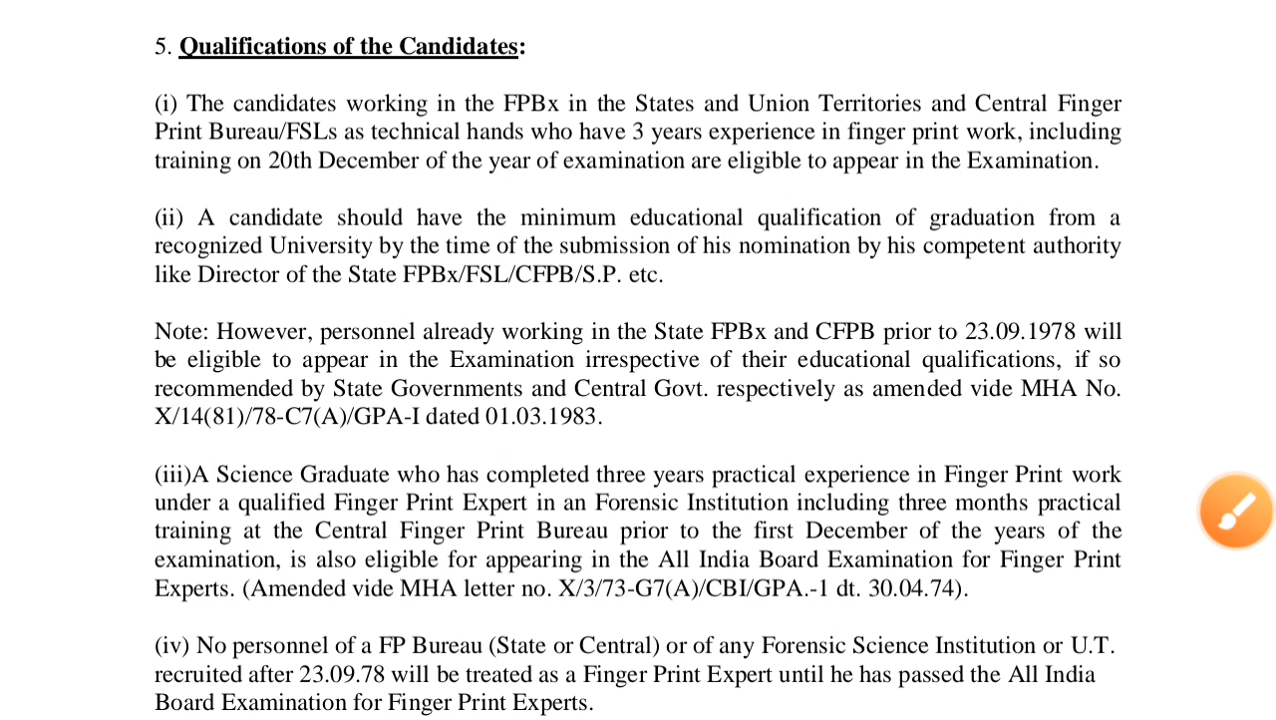 5. Qualifications of the Candidates:
(i) The candidates working in the FPBx in the States and Union Territories and Central Finger
Print Bureau/FSLs as technical hands who have 3 years experience in finger print work, including
training on 20th December of the year of examination are eligible to appear in the Examination.
(ii) A candidate should have the minimum educational qualification of graduation from a
recognized University by the time of the submission of his nomination by his competent authority
like Director of the State FPBx/FSL/CFPB/S.P. etc.
Note: However, personnel already working in the State FPBx and CFPB prior to 23.09.1978 will
be eligible to appear in the Examination irrespective of their educational qualifications, if so
recommended by State Governments and Central Govt. respectively as amended vide MHA No.
X/14(81)/78-C7(A)/GPA-I dated 01.03.1983.
(iii)A Science Graduate who has completed three years practical experience in Finger Print work
under a qualified Finger Print Expert in an Forensic Institution including three months practical
training at the Central Finger Print Bureau prior to the first December of the years of the
examination, is also eligible for appearing in the All India Board Examination for Finger Print
Experts. (Amended vide MHA letter no. X/3/73-G7(A)/CBI/GPA.-1 dt. 30.04.74).
(iv) No personnel of a FP Bureau (State or Central) or of any Forensic Science Institution or U.T.
recruited after 23.09.78 will be treated as a Finger Print Expert until he has passed the All India
Board Examination for Finger Print Experts.